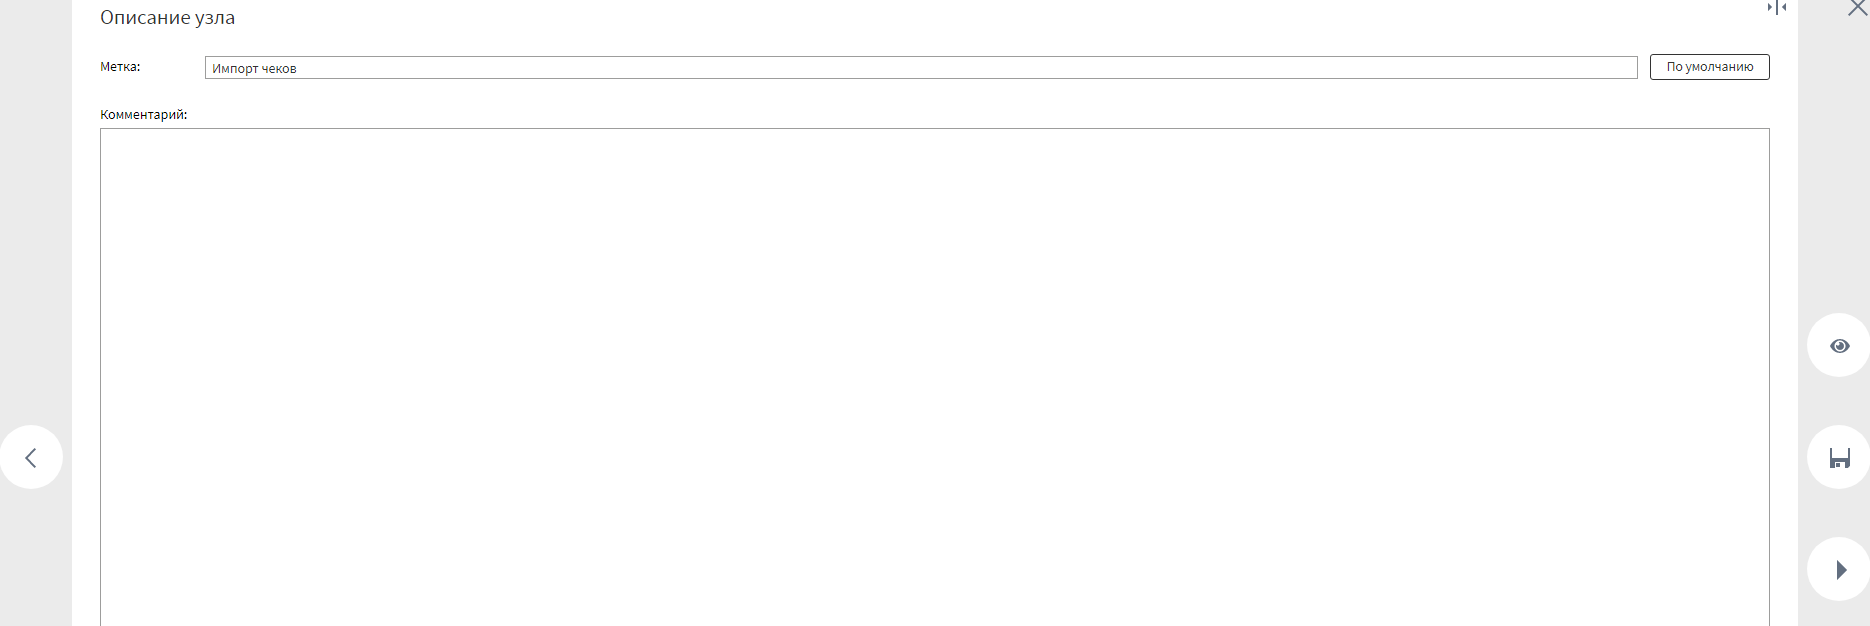 Описание узла
Метка:
Импорт чеков
По умолчанию
Комментарий: